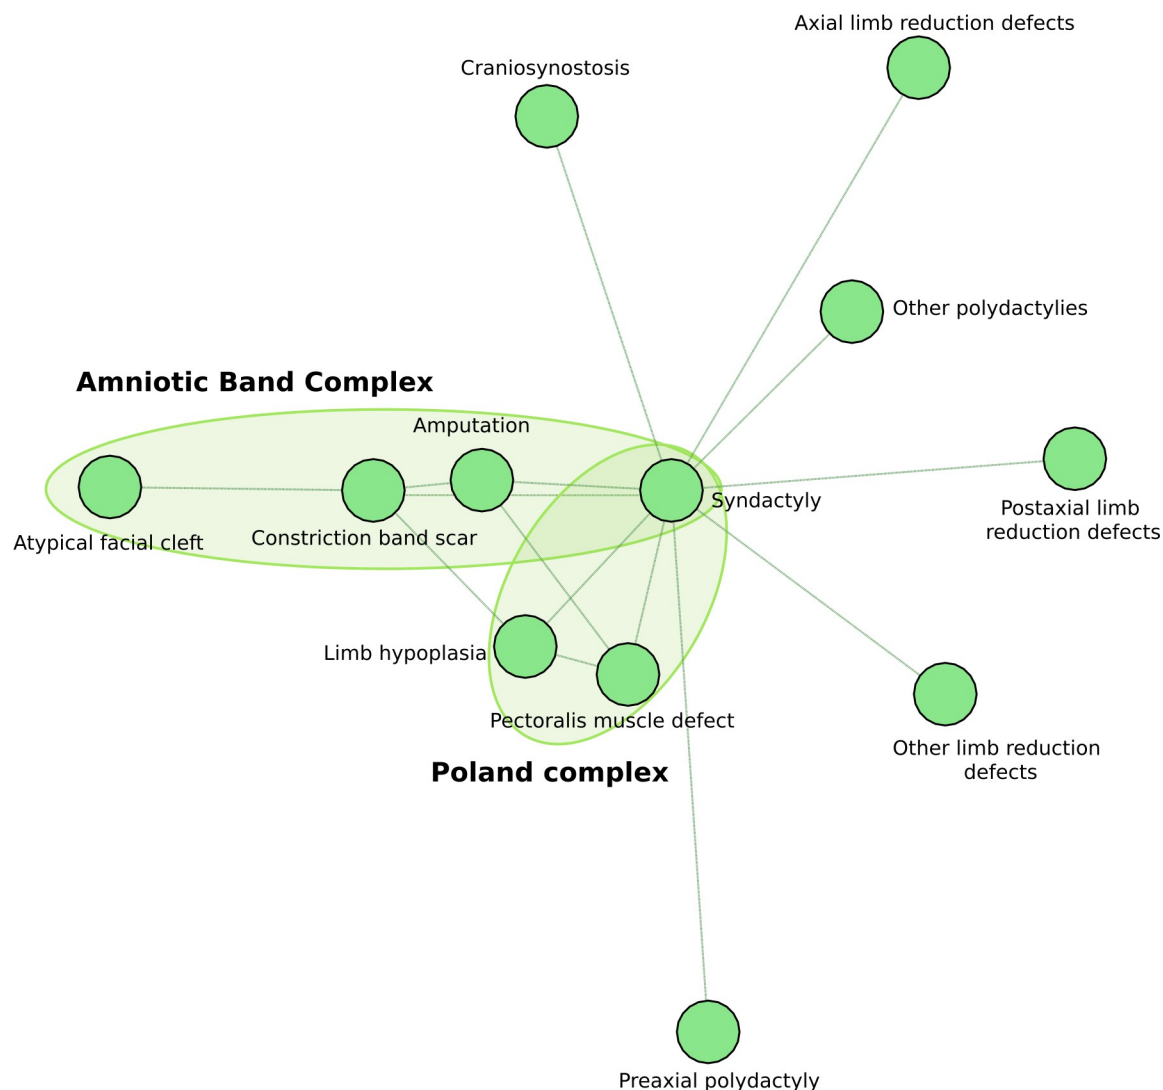 Axial limb reduction defects
Craniosynostosis
Other polydactylies
Amniotic Band Complex
Amputation
Syndactyly
Postaxial limb
reduction defects
Constriction band scar
Atypical facial cleft
Limb hypoplasia
Pectoralis muscle defect
Other limb reduction
defects
Poland complex
Preaxial polydactyly